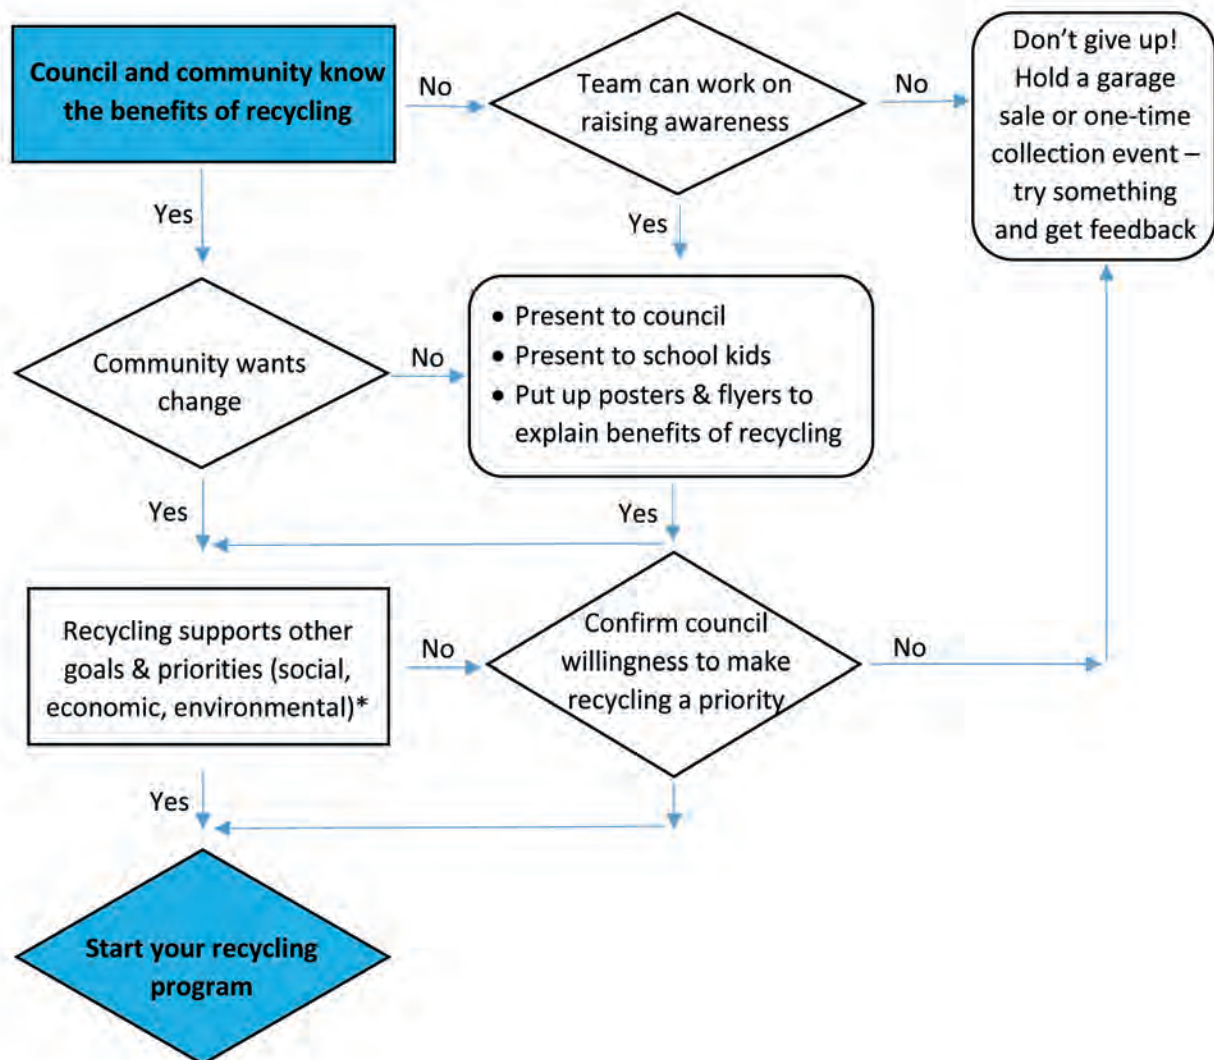 Council and community know
the benefits of recycling
No
Team can work on
raising awareness
No
Don’t give up!
Hold a garage
sale or one-time
collection event –
try something
and get feedback
Yes
Yes
Community wants
change
No
• Present to council
• Present to school kids
• Put up posters & flyers to
explain benefits of recycling
Yes
Yes
Recycling supports other
goals & priorities (social,
economic, environmental)*
No
Confirm council
willingness to make
recycling a priority
No
Yes
Start your recycling
program